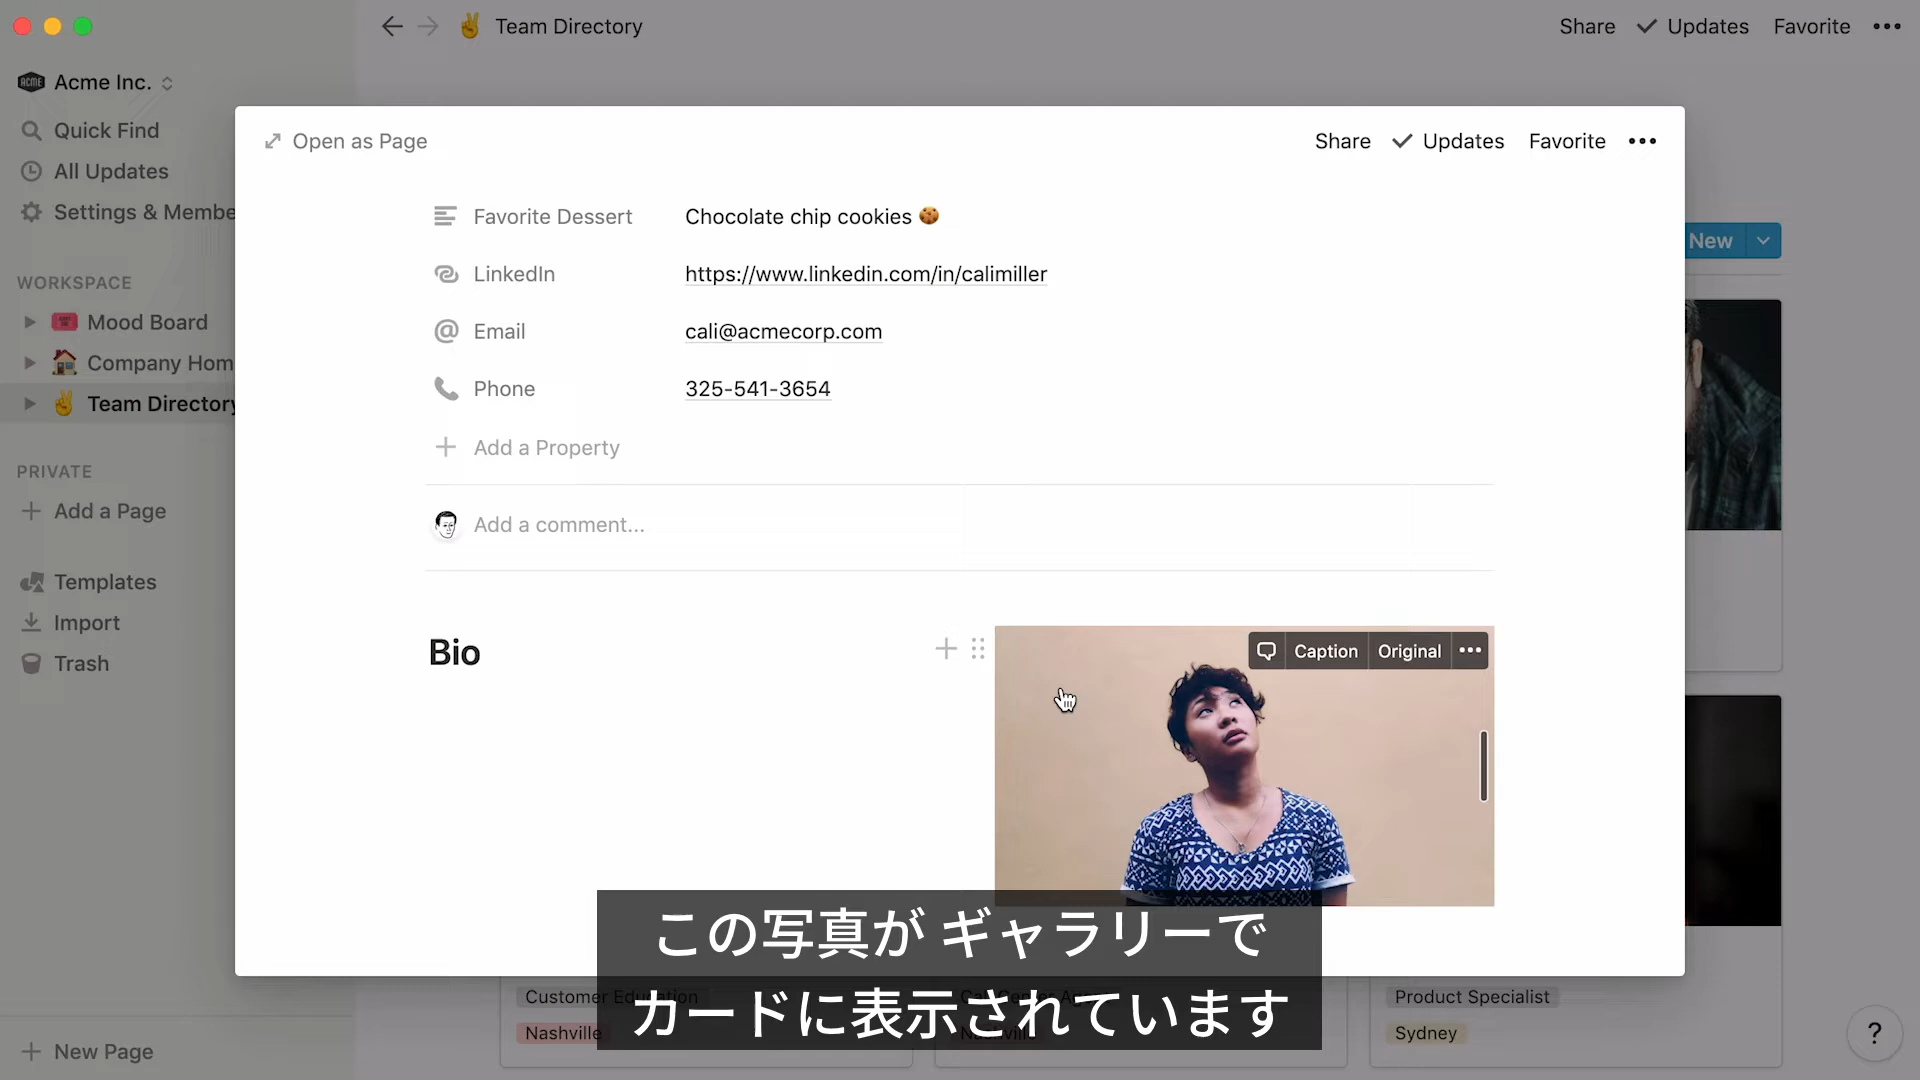 Team Directory
Share
Updates
Favorite
ACME
Acme Inc.
Quick Find
All Updates
Settings & Membe
WORKSPACE
Mood Board
Company Hom
Team Directory
PRIVATE
Add a Page
Templates
Import
Trash
New Page
Open as Page
Share
Updates
Favorite
Favorite Dessert
Chocolate chip cookies
LinkedIn
https://www.linkedin.com/in/calimiller
Email
cali@acmecorp.com
Phone
325-541-3654
Add a Property
Add a comment...
Bio
Caption
Original
New
Customer Education
Nashville
Nashville
Product Specialist
Sydney
?
この写真が ギャラリーで
カードに表示されています